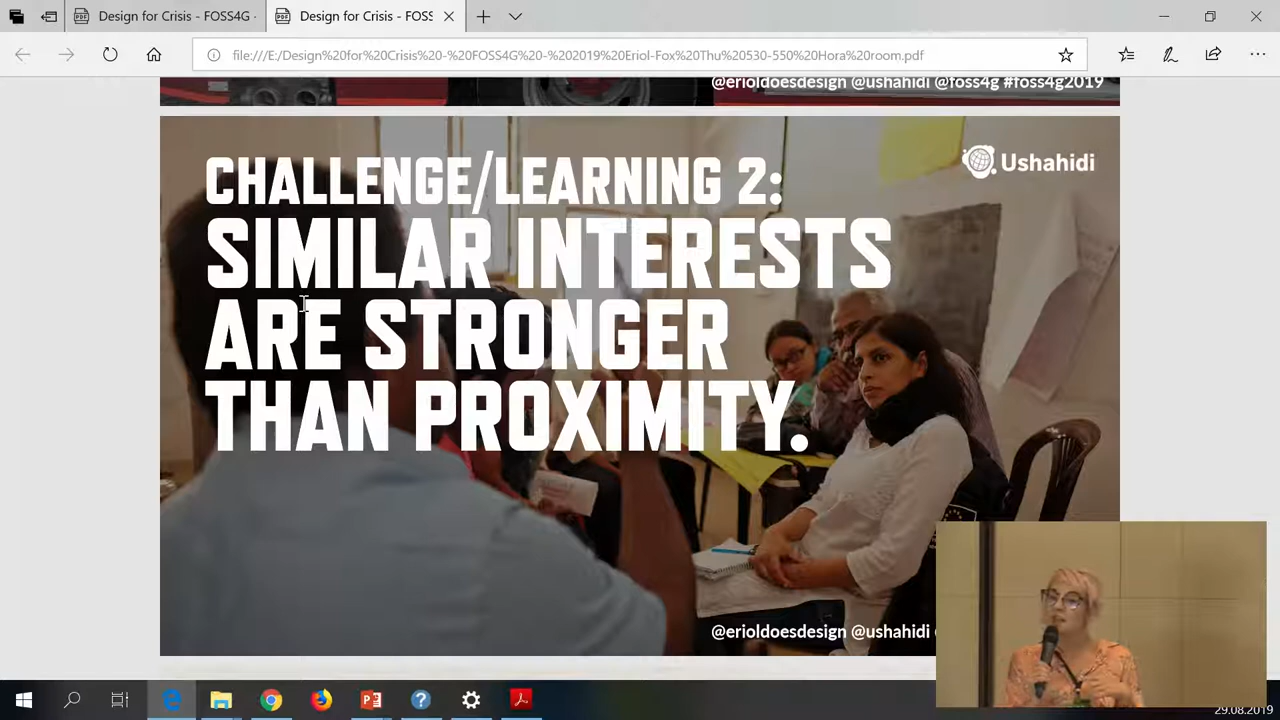 Design for Crisis - FOSS4G -
Design for Crisis - FOSS
file:///E:/Design%20for%20Crisis%20-%20FOSS4G%20-%202019%20Eriol-Fox%20Thu%20530-550%20Hora%20room.pdf
@erioldoesdesign @ushahidi @foss4g #foss4g2019
Ushahidi
CHALLENGE/LEARNING 2:
SIMILAR INTERESTS
ARE STRONGER
THAN PROXIMITY.
@erioldoesdesign @ushahidi
29.08.2019